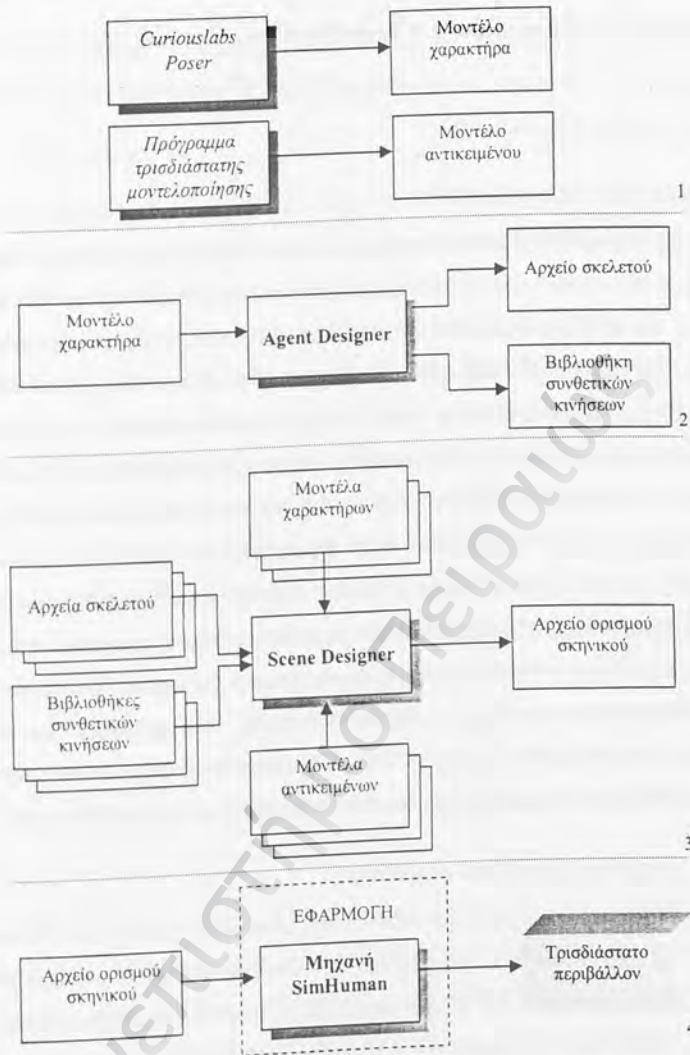 Curiouslabs
Poser
Μοντέλο
χαρακτήρα
Πρόγραμμα
τρισδιάστατης
μοντελοποίησης
Μοντέλο
αντικειμένου
1
Μοντέλο
χαρακτήρα
Agent Designer
Αρχείο σκελετού
Βιβλιοθήκη
συνθετικών
κινήσεων
2
Μοντέλα
χαρακτήρων
Αρχεία σκελετού
Βιβλιοθήκες
συνθετικών
κινήσεων
Scene Designer
Αρχείο ορισμού
σκηνικού
Μοντέλα
αντικειμένων
3
ΕΦΑΡΜΟΓΗ
Αρχείο ορισμού
σκηνικού
Μηχανή
SimHuman
Τρισδιάστατο
περιβάλλον
4
Πειραιώς